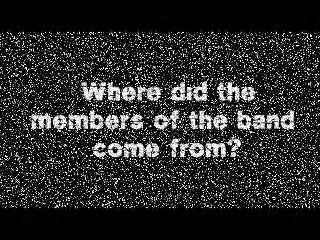 Where did the
members of the band
come from?